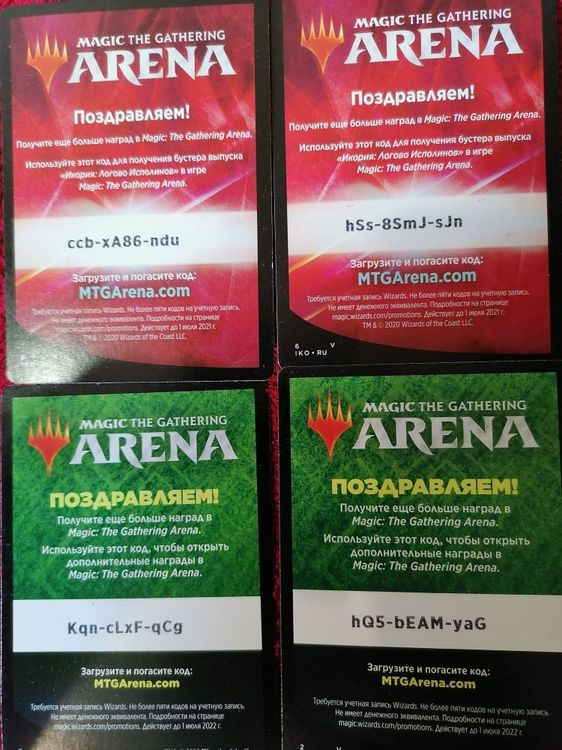 MAGIC THE GATHERING
ARENA
Поздравляем!
Получите еще больше наград в Magic: The Gathering Arena.
Используйте этот код для получения бустера выпуска
«Икория: Логово Исполинов» в игре
Magic: The Gathering Arena.
ccb-xA86-ndu
Загрузите и погасите код:
MTGArena.com
Требуется учетная запись Wizards. Не более пяти кодов на учетную запись.
Не имеет денежного эквивалента. Подробности на странице
magic.wizards.com/promotions. Действует до 1 июля 2021 г.
TM & © 2020 Wizards of the Coast LLC.
MAGIC THE GATHERING
ARENA
Поздравляем!
Получите еще больше наград в Magic: The Gathering Arena.
Используйте этот код для получения бустера выпуска
«Икория: Логово Исполинов» в игре
Magic: The Gathering Arena.
hSs-8SmJ-sJn
Загрузите и погасите код:
MTGArena.com
Требуется учетная запись Wizards. Не более пяти кодов на учетную запись.
Не имеет денежного эквивалента. Подробности на странице
magic.wizards.com/promotions. Действует до 1 июля 2021 г.
TM & © 2020 Wizards of the Coast LLC.
6 V
IKO • RU
MAGIC THE GATHERING
ARENA
ПОЗДРАВЛЯЕМ!
Получите еще больше наград в
Magic: The Gathering Arena.
Используйте этот код, чтобы открыть
дополнительные награды в
Magic: The Gathering Arena.
Kqn-cLxF-qCg
Загрузите и погасите код:
MTGArena.com
Требуется учетная запись Wizards. Не более пяти кодов на учетную запись.
Не имеет денежного эквивалента. Подробности на странице
magic.wizards.com/promotions. Действует до 1 июля 2022 г.
MAGIC THE GATHERING
ARENA
ПОЗДРАВЛЯЕМ!
Получите еще больше наград в
Magic: The Gathering Arena.
Используйте этот код, чтобы открыть
дополнительные награды в
Magic: The Gathering Arena.
hQ5-bEAM-yaG
Загрузите и погасите код:
MTGArena.com
Требуется учетная запись Wizards. Не более пяти кодов на учетную запись.
Не имеет денежного эквивалента. Подробности на странице
magic.wizards.com/promotions. Действует до 1 июля 2022 г.
2 V